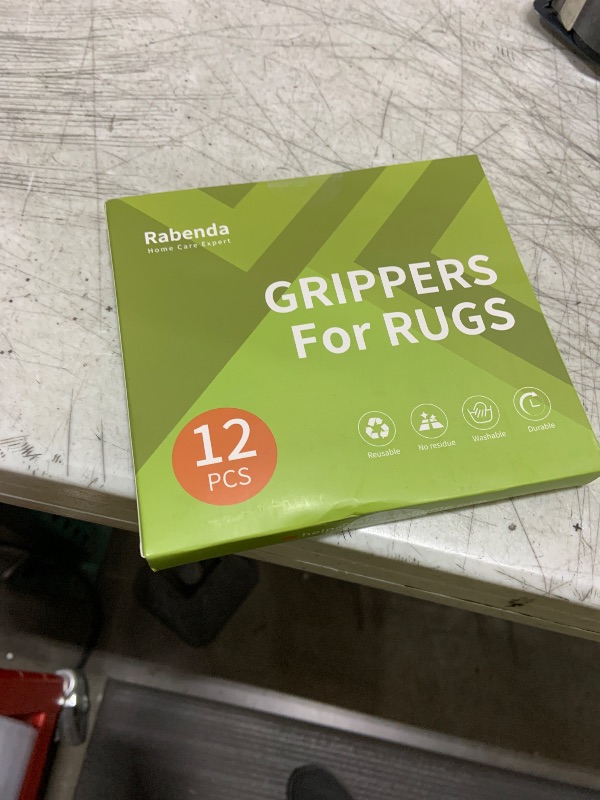 Rabenda
Home Care Expert
GRIPPERS
For RUGS
12
PCS
Reusable
No residue
Washable
Durable